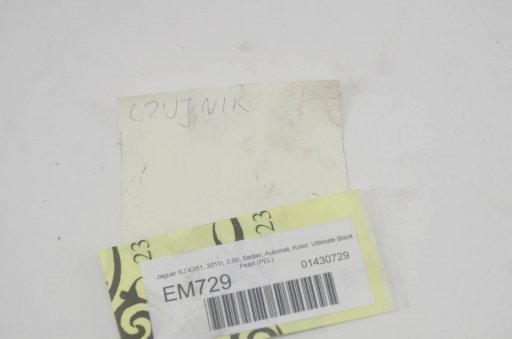 CZUJNIK
23
23
Jaguar XJ X351, 2011r, 3.0d, Sedan, Automat, Kolor: Ultimate Black
Pearl (PEL)
EM729
01430729